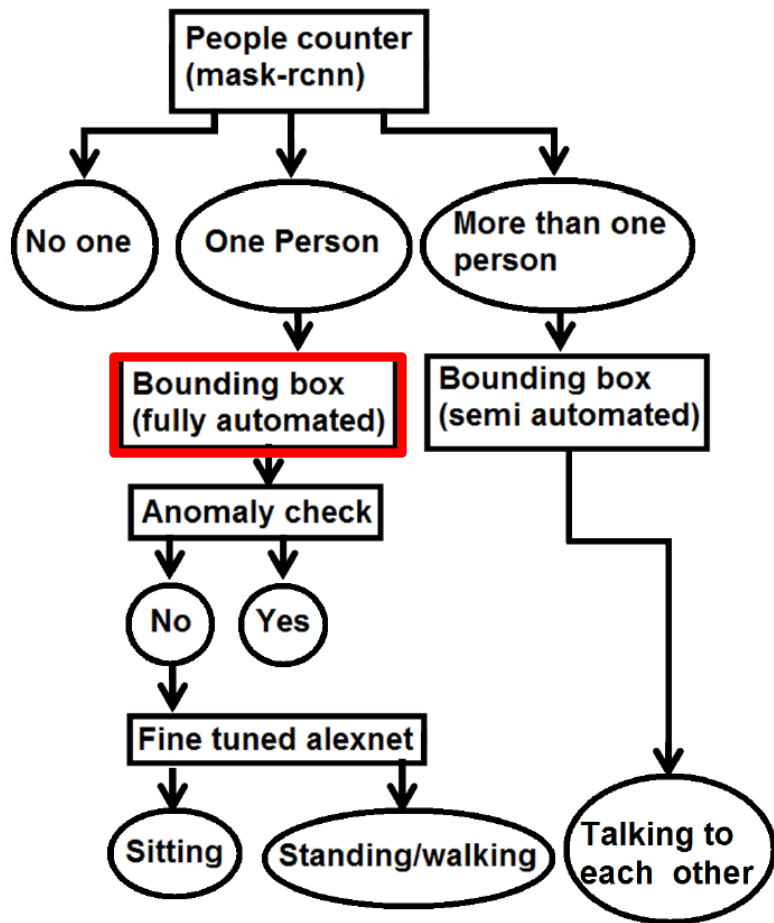 People counter
(mask-rcnn)
No one
One Person
More than one
person
Bounding box
(fully automated)
Bounding box
(semi automated)
Anomaly check
No
Yes
Fine tuned alexnet
Sitting
Standing/walking
Talking to
each other